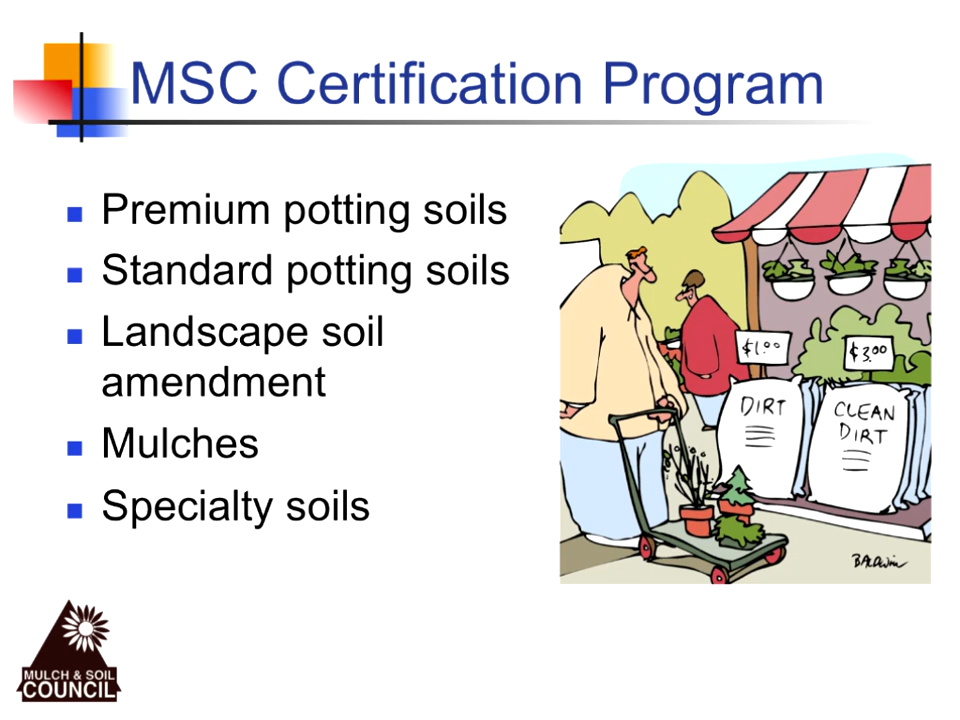 MSC Certification Program
Premium potting soils
Standard potting soils
Landscape soil
amendment
Mulches
Specialty soils
$1.00
$3.00
DIRT
CLEAN
DIRT
BALDWIN
MULCH & SOIL
COUNCIL